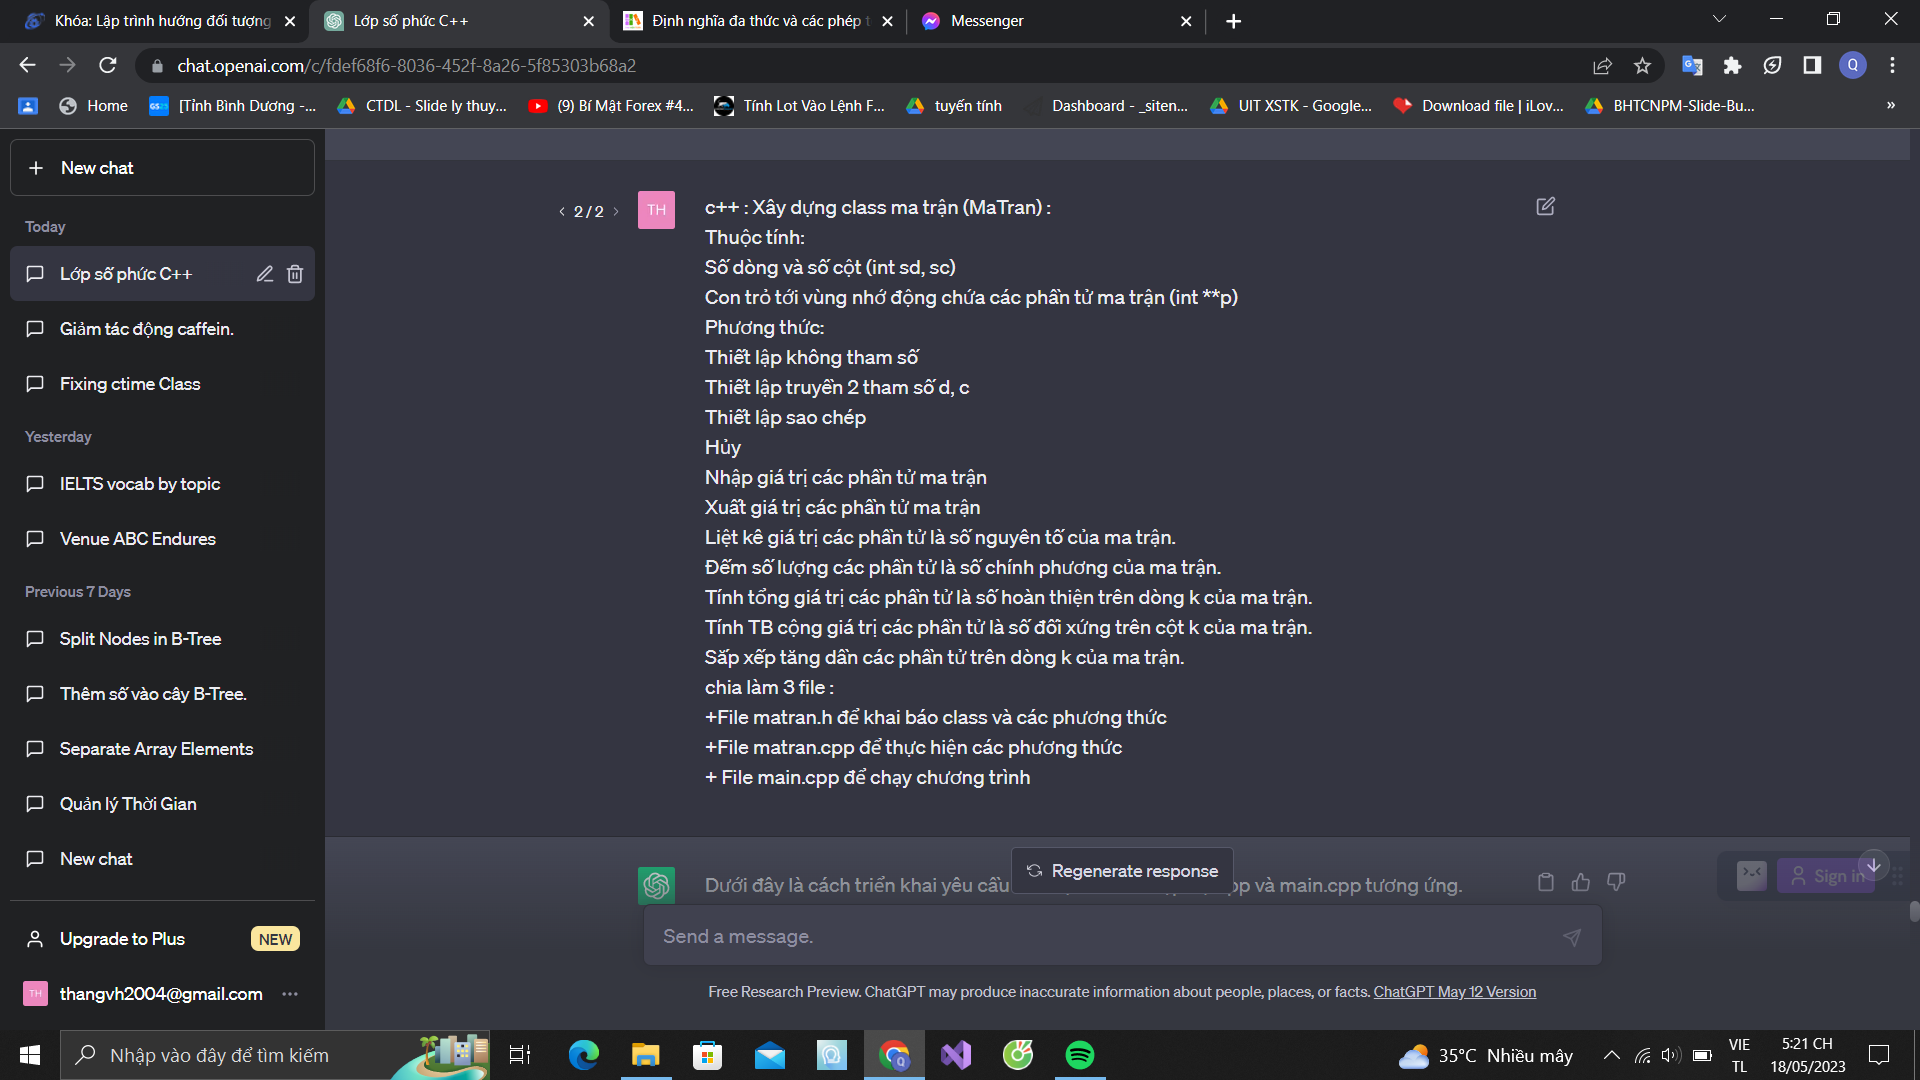 Khóa: Lập trình hướng đối tượng
Lớp số phức C++
Định nghĩa đa thức và các phép t
Messenger
chat.openai.com/c/fdef68f6-8036-452f-8a26-5f85303b68a2
Q
Home
GS25
[Tỉnh Bình Dương -...
CTDL - Slide ly thuy...
(9) Bí Mật Forex #4...
Tính Lot Vào Lệnh F...
tuyến tính
Dashboard - _siten...
UIT XSTK - Google...
Download file | iLov...
BHTCNPM-Slide-Bu...
»
+ New chat
Today
Lớp số phức C++
Giảm tác động caffein.
Fixing ctime Class
Yesterday
IELTS vocab by topic
Venue ABC Endures
Previous 7 Days
Split Nodes in B-Tree
Thêm số vào cây B-Tree.
Separate Array Elements
Quản lý Thời Gian
New chat
Upgrade to Plus
NEW
TH
thangvh2004@gmail.com
< 2 / 2 >
TH
c++ : Xây dựng class ma trận (MaTran) :
Thuộc tính:
Số dòng và số cột (int sd, sc)
Con trỏ tới vùng nhớ động chứa các phần tử ma trận (int **p)
Phương thức:
Thiết lập không tham số
Thiết lập truyền 2 tham số d, c
Thiết lập sao chép
Hủy
Nhập giá trị các phần tử ma trận
Xuất giá trị các phần tử ma trận
Liệt kê giá trị các phần tử là số nguyên tố của ma trận.
Đếm số lượng các phần tử là số chính phương của ma trận.
Tính tổng giá trị các phần tử là số hoàn thiện trên dòng k của ma trận.
Tính TB cộng giá trị các phần tử là số đối xứng trên cột k của ma trận.
Sắp xếp tăng dần các phần tử trên dòng k của ma trận.
chia làm 3 file :
+File matran.h để khai báo class và các phương thức
+File matran.cpp để thực hiện các phương thức
+ File main.cpp để chạy chương trình
Regenerate response
Dưới đây là cách triển khai yêu cầu
pp và main.cpp tương ứng.
Sign in
Send a message.
Free Research Preview. ChatGPT may produce inaccurate information about people, places, or facts. ChatGPT May 12 Version
Nhập vào đây để tìm kiếm
35°C Nhiều mây
VIE
TL
5:21 CH
18/05/2023